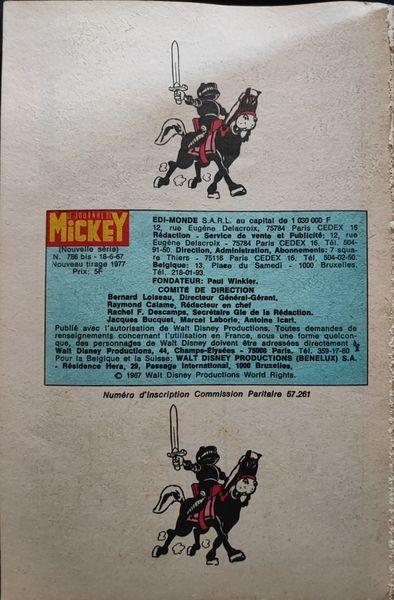 LE JOURNAL DE
MICKEY
(Nouvelle série)
N. 786 bis - 18-6-67
Nouveau tirage 1977
Prix: 5F
EDI-MONDE S.A.R.L. au capital de 1 030 000 F
12, rue Eugène Delacroix, 75784 Paris CEDEX 16
Rédaction - Service de vente et Publicité: 12, rue
Eugène Delacroix - 75784 Paris CEDEX 16, Tél. 504-
91-50. Direction, Administration, Abonnements: 7 squa-
re Thiers - 75116 Paris CEDEX 16, Tél. 504-02-50.
Belgique: 13, Place du Samedi - 1000 Bruxelles,
Tél. 218-01-93.
FONDATEUR: Paul Winkler.
COMITE DE DIRECTION
Bernard Loiseau, Directeur Général-Gérant,
Raymond Calame, Rédacteur en chef
Rachel F. Descamps, Secrétaire Gle de la Rédaction.
Jacques Bucquet, Marcel Laborie, Antoine Icart,
Publié avec l'autorisation de Walt Disney Productions. Toutes demandes de
renseignements concernant l'utilisation en France, sous une forme quelcon-
que, des personnages de Walt Disney doivent être adressées directement à
Walt Disney Productions, 44, Champs-Elysées - 75008 Paris. Tél. 359-17-80
Pour la Belgique et la Suisse: WALT DISNEY PRODUCTIONS (BENELUX) S.A.
- Résidence Hera, 29, Passage International, 1000 Bruxelles,
© 1967 Walt Disney Productions World Rights.
Numéro d'Inscription Commission Paritaire 57.261